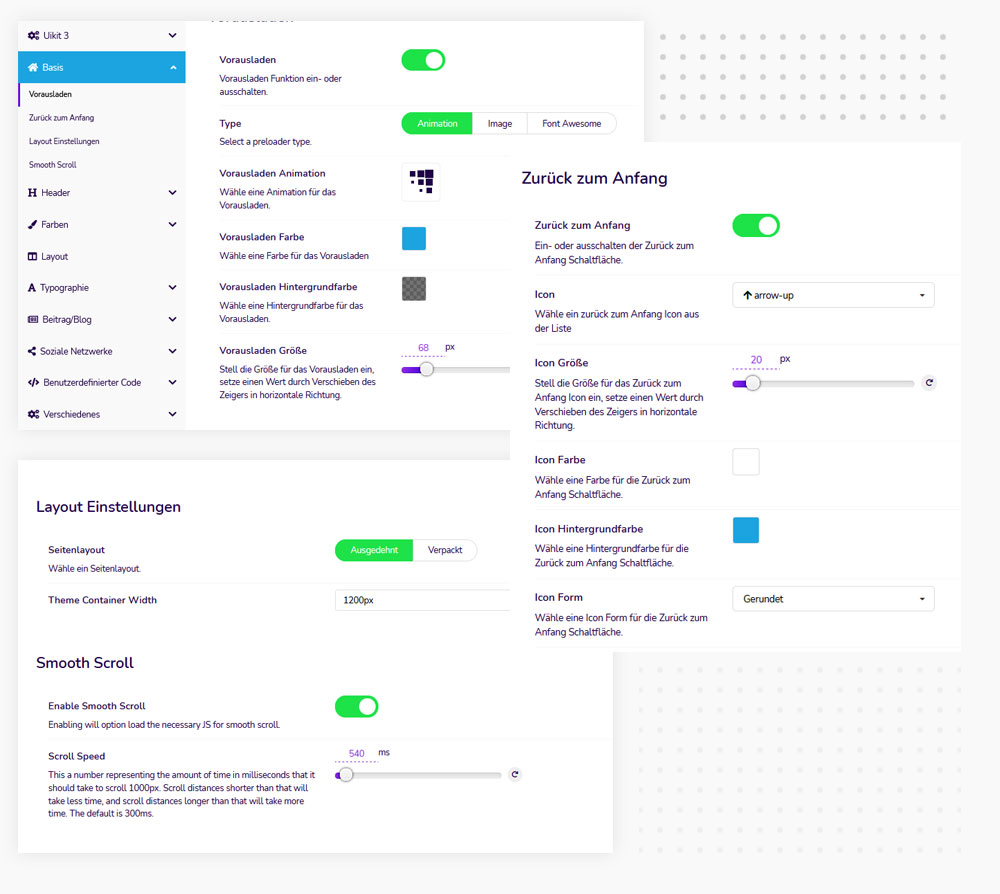 Uikit 3
Basis
Vorausladen
Zurück zum Anfang
Layout Einstellungen
Smooth Scroll
Header
Farben
Layout
Typographie
Beitrag/Blog
Soziale Netzwerke
Benutzerdefinierter Code
Verschiedenes
Vorausladen
Vorausladen Funktion ein- oder
ausschalten.
Type
Select a preloader type.
Animation Image Font Awesome
Vorausladen Animation
Wähle eine Animation für das
Vorausladen.
Vorausladen Farbe
Wähle eine Farbe für das Vorausladen
Vorausladen Hintergrundfarbe
Wähle eine Hintergrundfarbe für das
Vorausladen.
Vorausladen Größe
68 px
Stell die Größe für das Vorausladen ein,
setze einen Wert durch Verschieben des
Zeigers in horizontale Richtung.
Zurück zum Anfang
Zurück zum Anfang
Ein- oder ausschalten der Zurück zum
Anfang Schaltfläche.
Icon
arrow-up
Wähle ein zurück zum Anfang Icon aus
der Liste
Icon Größe
20 px
Stell die Größe für das Zurück zum
Anfang Icon ein, setze einen Wert durch
Verschieben des Zeigers in horizontale
Richtung.
Icon Farbe
Wähle eine Farbe für die Zurück zum
Anfang Schaltfläche.
Icon Hintergrundfarbe
Wähle eine Hintergrundfarbe für die
Zurück zum Anfang Schaltfläche.
Icon Form
Gerundet
Wähle eine Icon Form für die Zurück zum
Anfang Schaltfläche.
Layout Einstellungen
Seitenlayout
Wähle ein Seitenlayout.
Ausgedehnt Verpackt
Theme Container Width
1200px
Smooth Scroll
Enable Smooth Scroll
Enabling will option load the necessary JS for smooth scroll.
Scroll Speed
540 ms
This a number representing the amount of time in milliseconds that it
should take to scroll 1000px. Scroll distances shorter than that will
take less time, and scroll distances longer than that will take more
time. The default is 300ms.